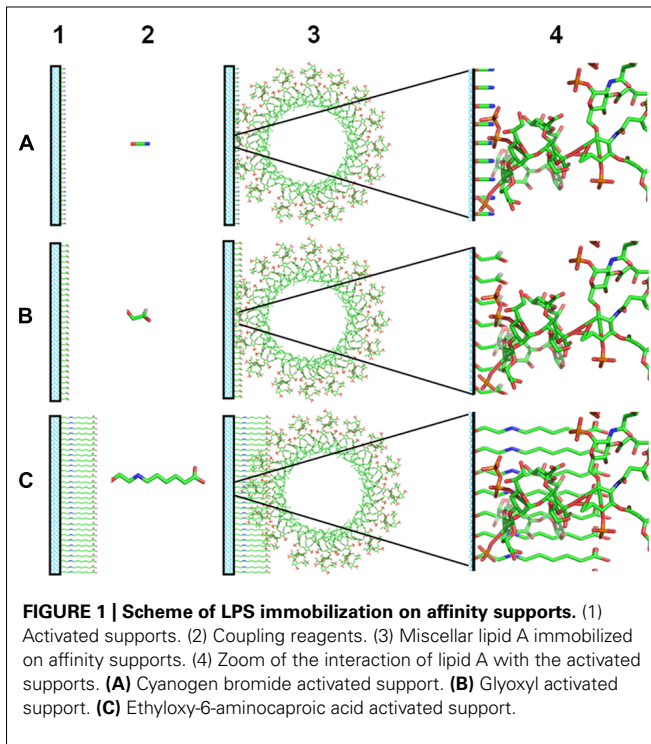 1 2 3 4
A
B
C
FIGURE 1 | Scheme of LPS immobilization on affinity supports. (1)
Activated supports. (2) Coupling reagents. (3) Miscellar lipid A immobilized
on affinity supports. (4) Zoom of the interaction of lipid A with the activated
supports. (A) Cyanogen bromide activated support. (B) Glyoxyl activated
support. (C) Ethyloxy-6-aminocaproic acid activated support.